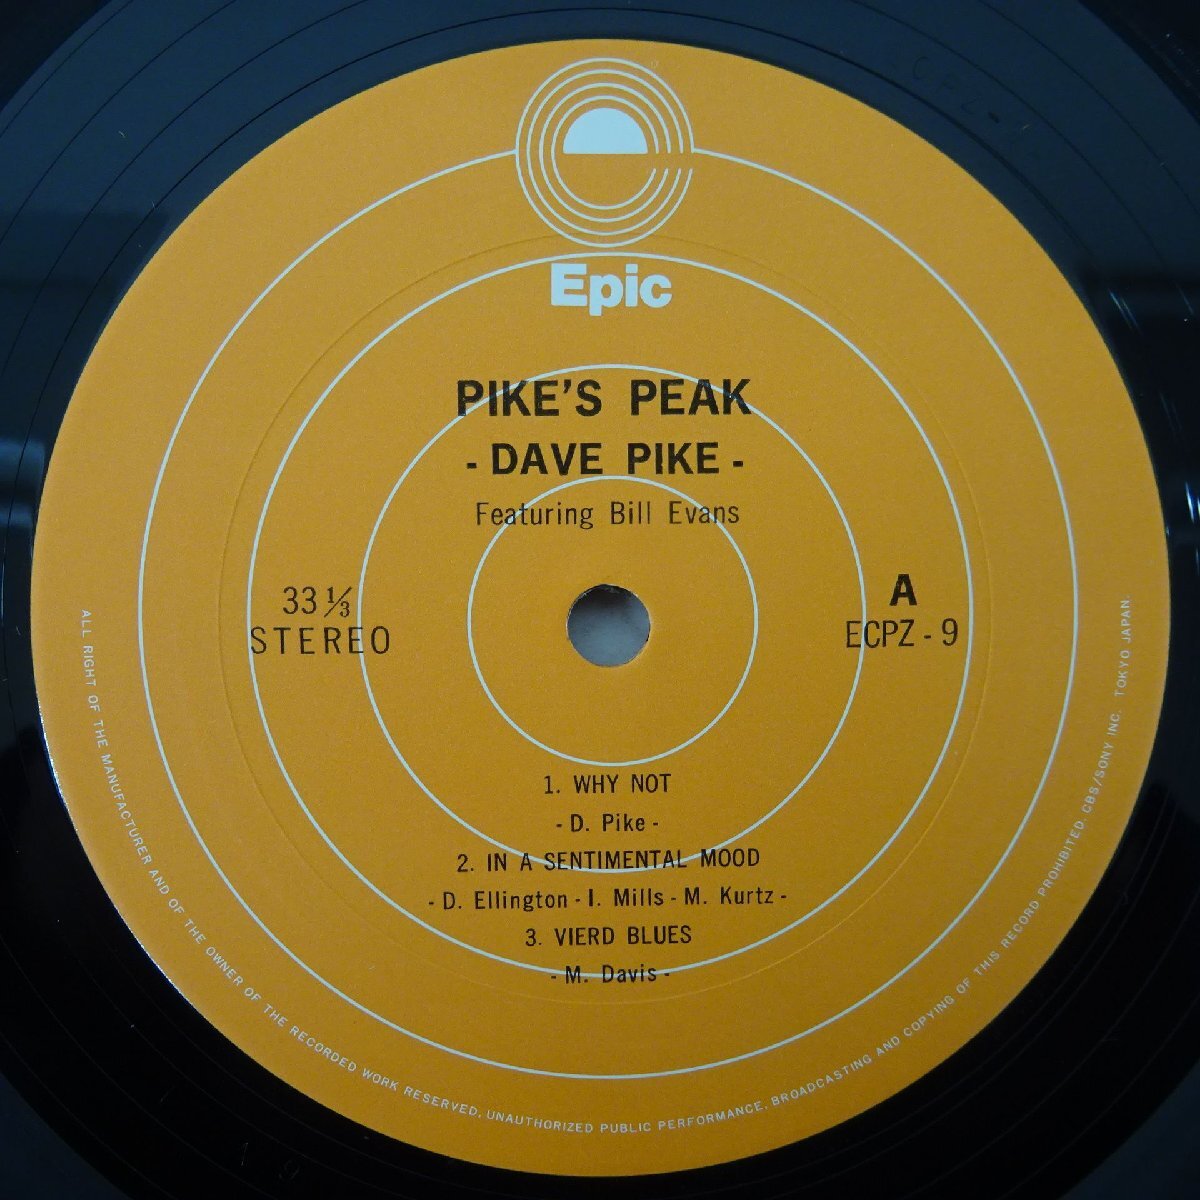 Epic
PIKE'S PEAK
- DAVE PIKE -
Featuring Bill Evans
33 ⅓
STEREO
A
ECPZ - 9
1. WHY NOT
- D. Pike -
2. IN A SENTIMENTAL MOOD
- D. Ellington - I. Mills - M. Kurtz -
3. VIERD BLUES
- M. Davis -
ALL RIGHT OF THE MANUFACTURER AND OF THE OWNER OF THE RECORDED WORK RESERVED. UNAUTHORIZED PUBLIC PERFORMANCE, BROADCASTING AND COPYING OF THIS RECORD PROHIBITED. CBS/SONY INC. TOKYO JAPAN.